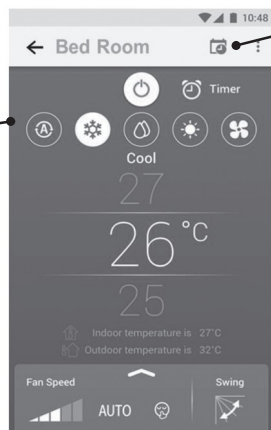 10:48
Bed Room
Timer
A
Cool
27
26°C
25
Indoor temperature is 27°C
Outdoor temperature is 32°C
Fan Speed
Swing
AUTO